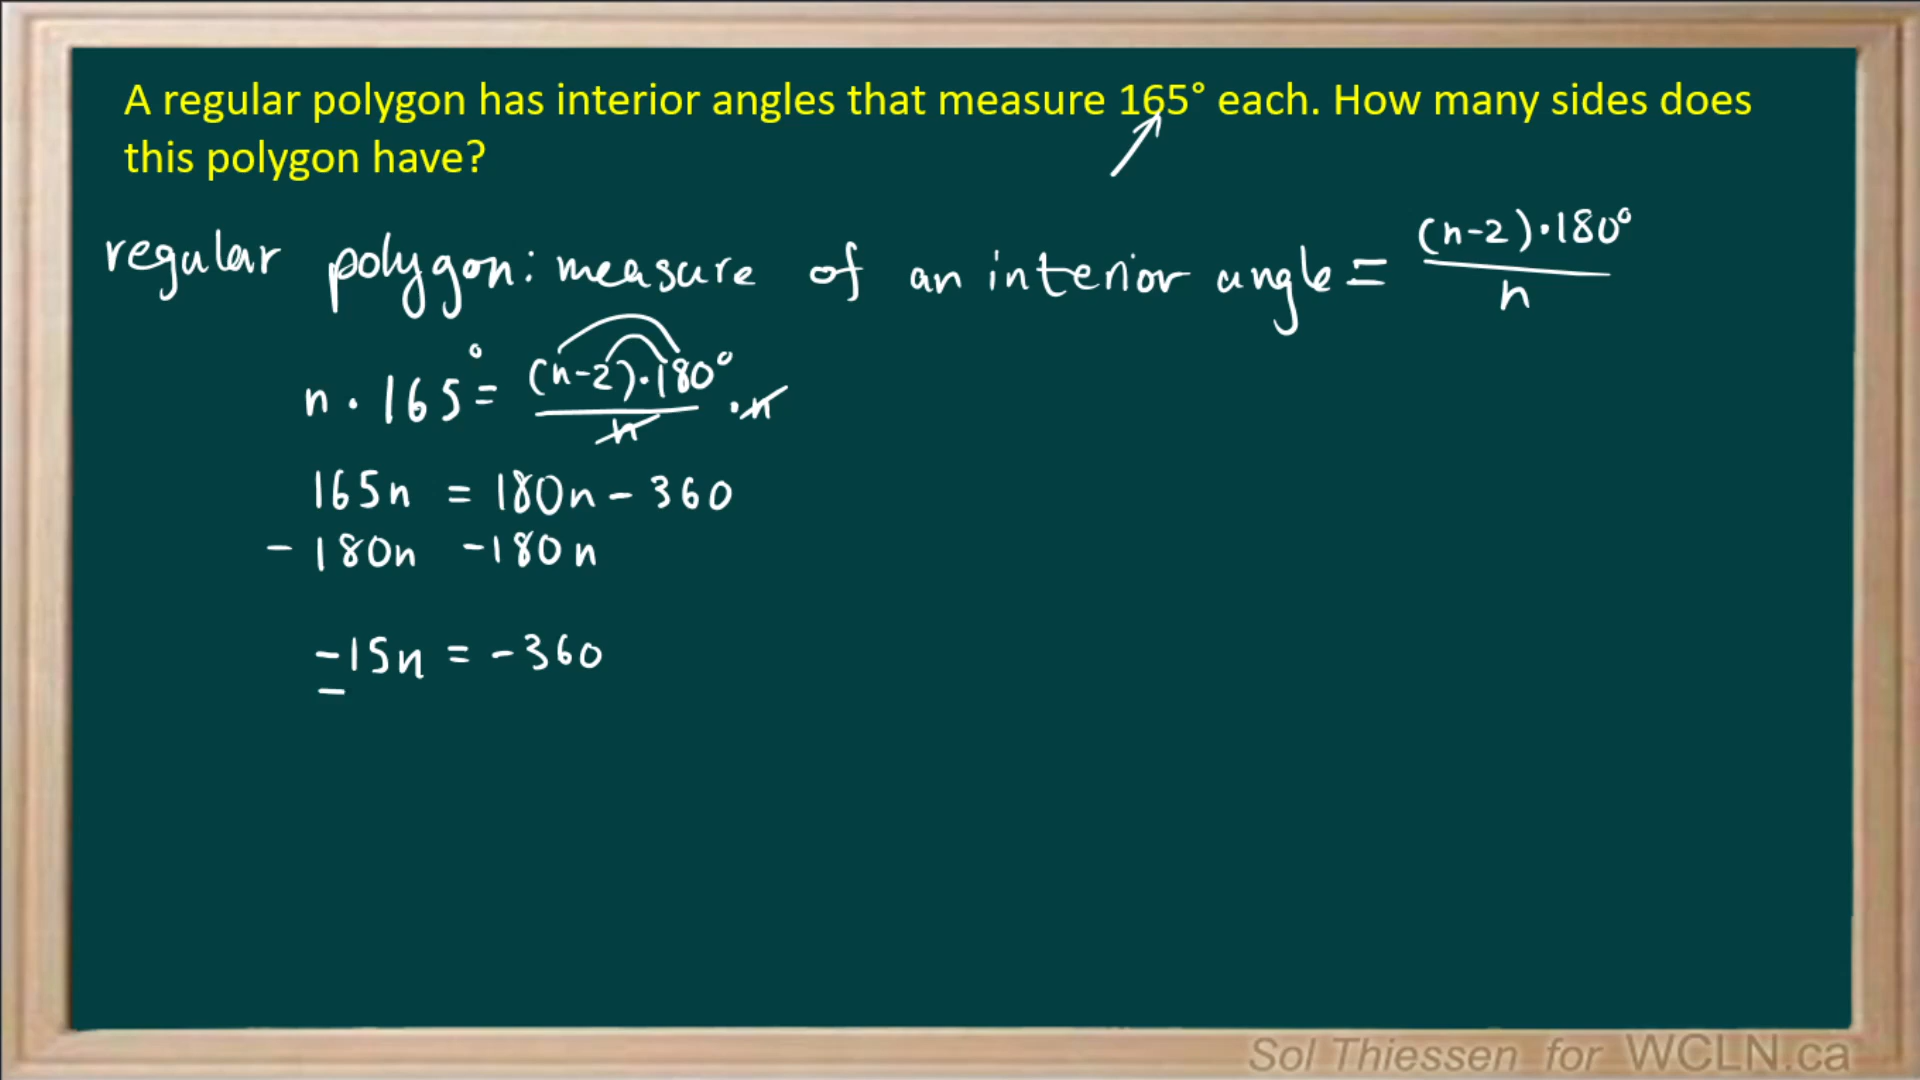 A regular polygon has interior angles that measure 165° each. How many sides does
this polygon have?
regular polygon: measure of an interior angle = (n-2)·180° / n
n · 165° = (n-2)·180° / n · n
165n = 180n - 360
- 180n - 180n
-15n = -360
-
Sol Thiessen for WCLN.ca